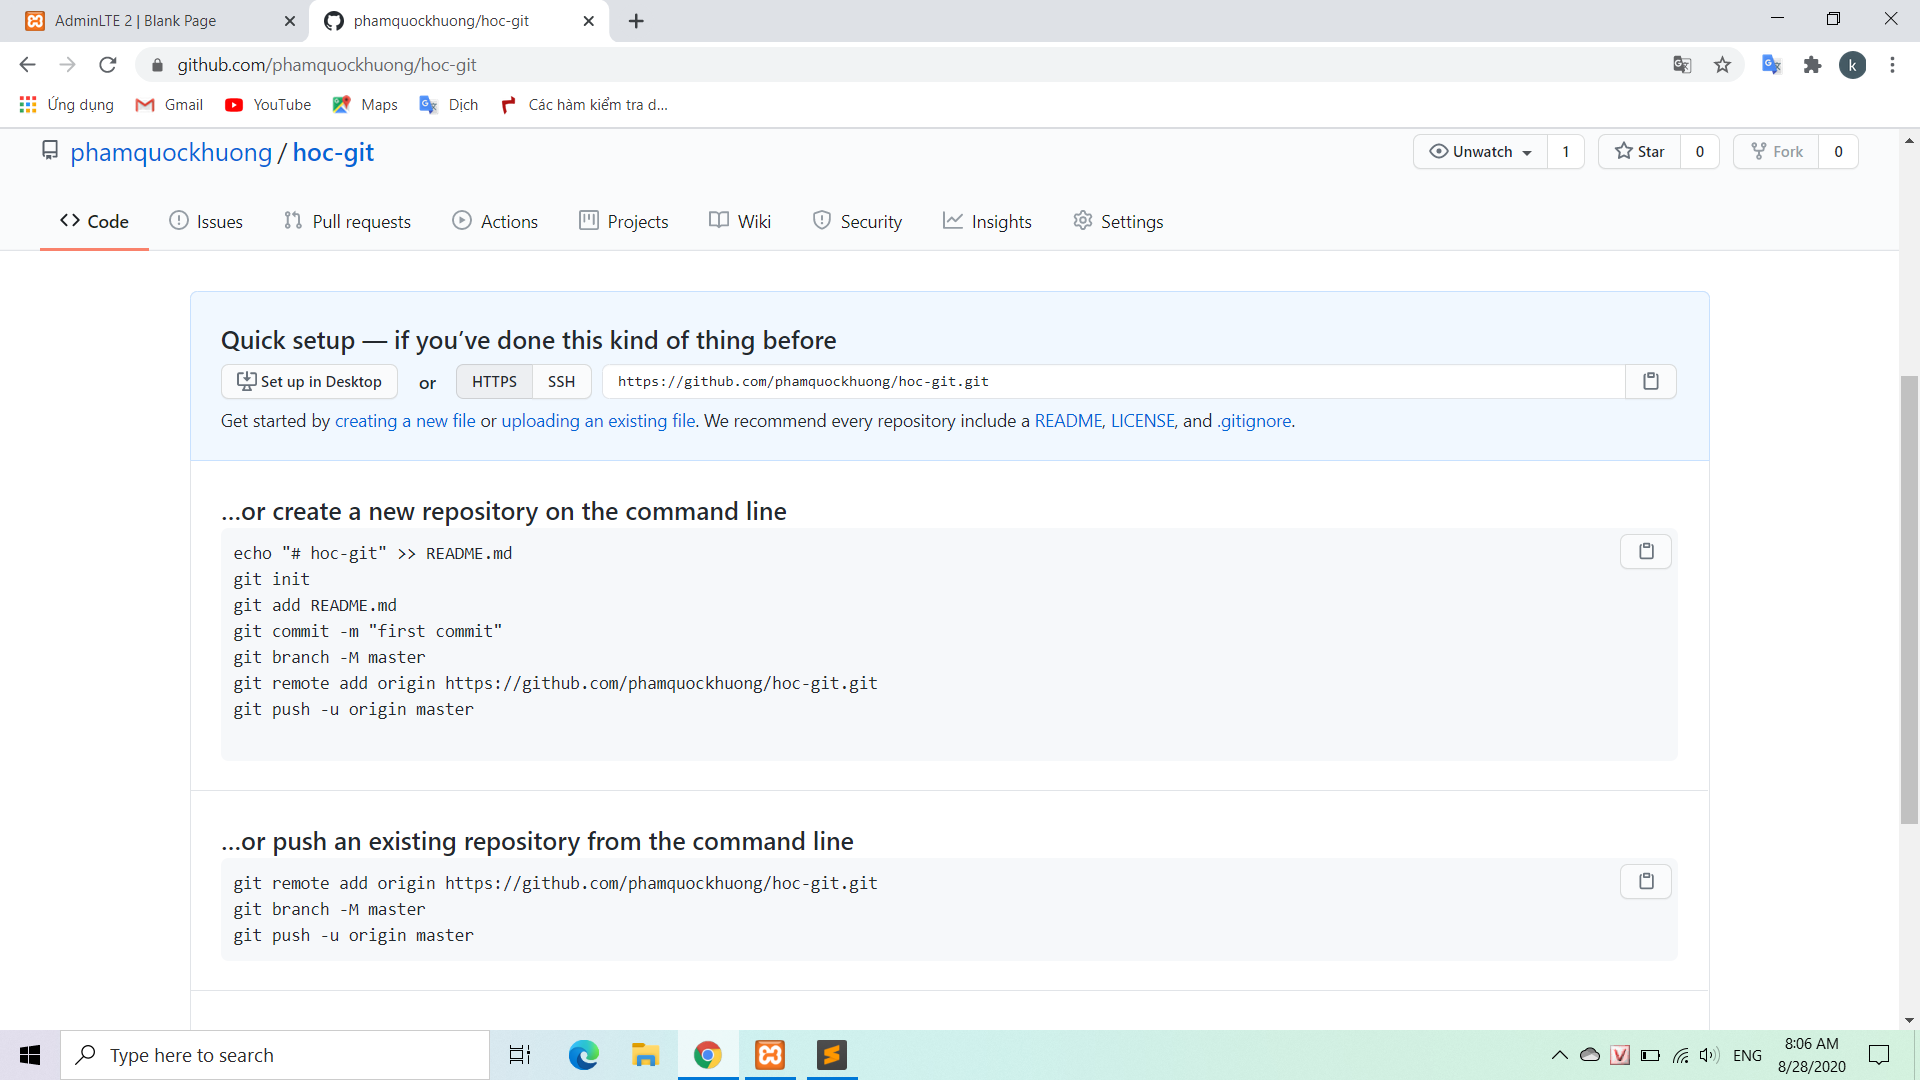 AdminLTE 2 | Blank Page
phamquockhuong/hoc-git
github.com/phamquockhuong/hoc-git
k
Ứng dụng
Gmail
YouTube
Maps
Dịch
Các hàm kiểm tra d...
phamquockhuong / hoc-git
Unwatch 1
Star 0
Fork 0
Code
Issues
Pull requests
Actions
Projects
Wiki
Security
Insights
Settings
Quick setup — if you’ve done this kind of thing before
Set up in Desktop or HTTPS SSH https://github.com/phamquockhuong/hoc-git.git
Get started by creating a new file or uploading an existing file. We recommend every repository include a README, LICENSE, and .gitignore.
…or create a new repository on the command line
echo "# hoc-git" >> README.md
git init
git add README.md
git commit -m "first commit"
git branch -M master
git remote add origin https://github.com/phamquockhuong/hoc-git.git
git push -u origin master
…or push an existing repository from the command line
git remote add origin https://github.com/phamquockhuong/hoc-git.git
git branch -M master
git push -u origin master
Type here to search
ENG
8:06 AM
8/28/2020